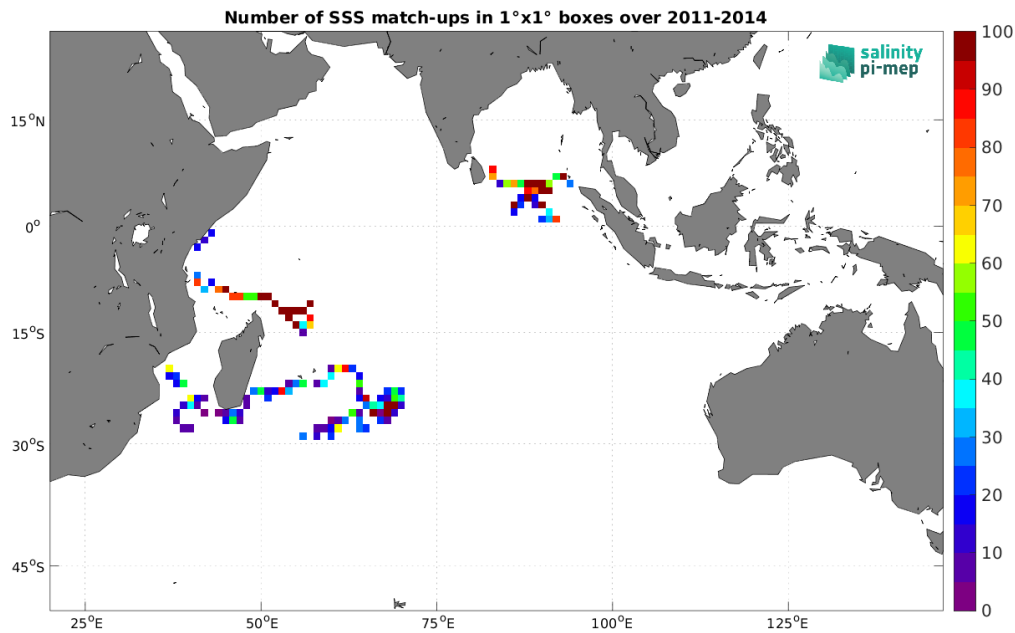 Number of SSS match-ups in 1°x1° boxes over 2011-2014
salinity
pi-mep
100
90
80
70
60
50
40
30
20
10
0
15°N
0°
15°S
30°S
45°S
25°E
50°E
75°E
100°E
125°E